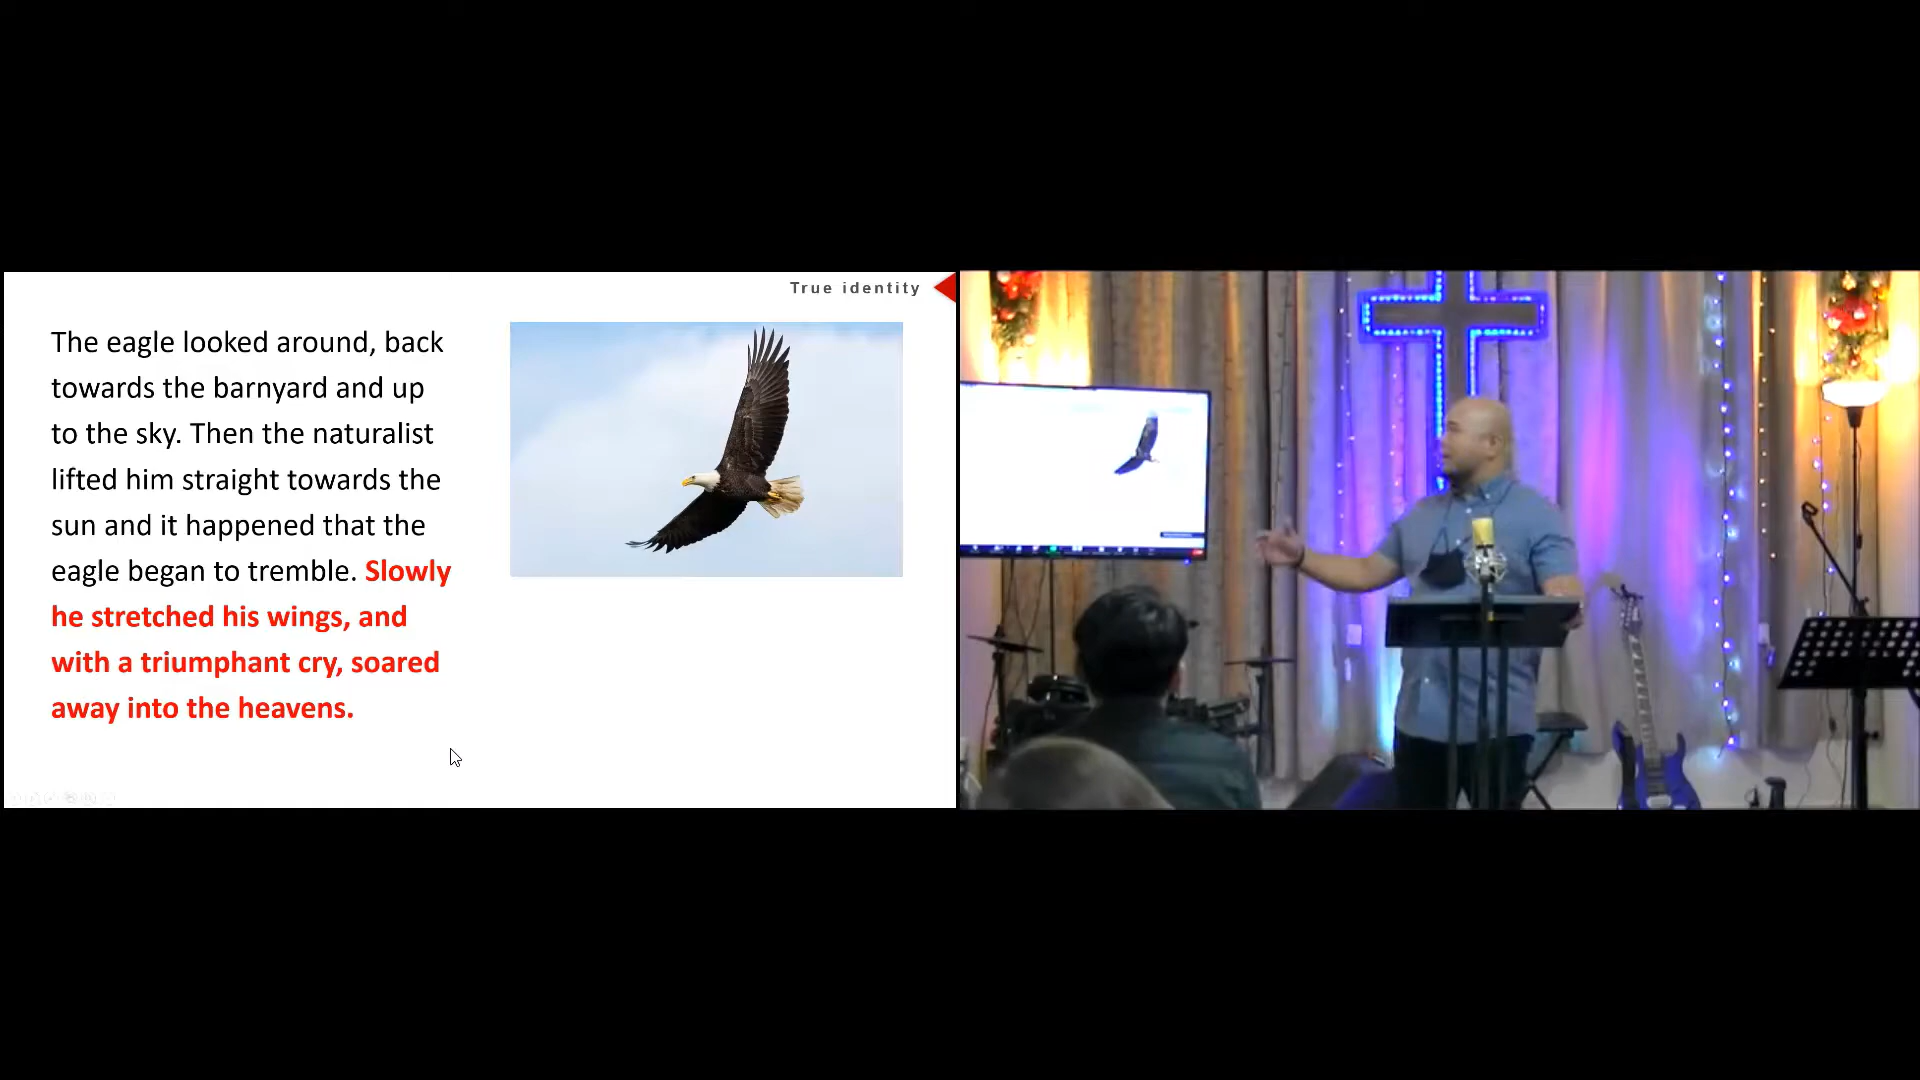 True identity
The eagle looked around, back
towards the barnyard and up
to the sky. Then the naturalist
lifted him straight towards the
sun and it happened that the
eagle began to tremble. Slowly
he stretched his wings, and
with a triumphant cry, soared
away into the heavens.